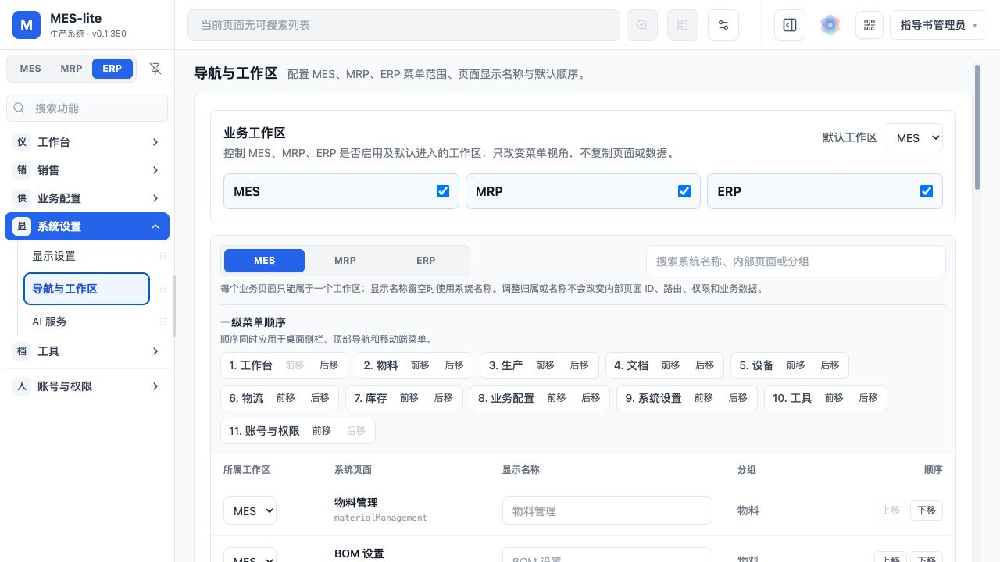 M
MES-lite
生产系统 · v0.1.350
当前页面无可搜索列表
指导书管理员
MES MRP ERP
搜索功能
仪 工作台
销 销售
供 业务配置
显 系统设置
显示设置
导航与工作区
AI 服务
档 工具
人 账号与权限
导航与工作区 配置 MES、MRP、ERP 菜单范围、页面显示名称与默认顺序。
业务工作区
控制 MES、MRP、ERP 是否启用及默认进入的工作区；只改变菜单视角，不复制页面或数据。
默认工作区 MES
MES MRP ERP
MES MRP ERP
搜索系统名称、内部页面或分组
每个业务页面只能属于一个工作区；显示名称留空时使用系统名称。调整归属或名称不会改变内部页面 ID、路由、权限和业务数据。
一级菜单顺序
顺序同时应用于桌面侧栏、顶部导航和移动端菜单。
1. 工作台 前移 后移 2. 物料 前移 后移 3. 生产 前移 后移 4. 文档 前移 后移 5. 设备 前移 后移
6. 物流 前移 后移 7. 库存 前移 后移 8. 业务配置 前移 后移 9. 系统设置 前移 后移 10. 工具 前移 后移
11. 账号与权限 前移 后移
所属工作区 系统页面 显示名称 分组 顺序
MES 物料管理 物料管理 物料 上移 下移
materialManagement
MES BOM 设置 BOM 设置 物料 上移 下移